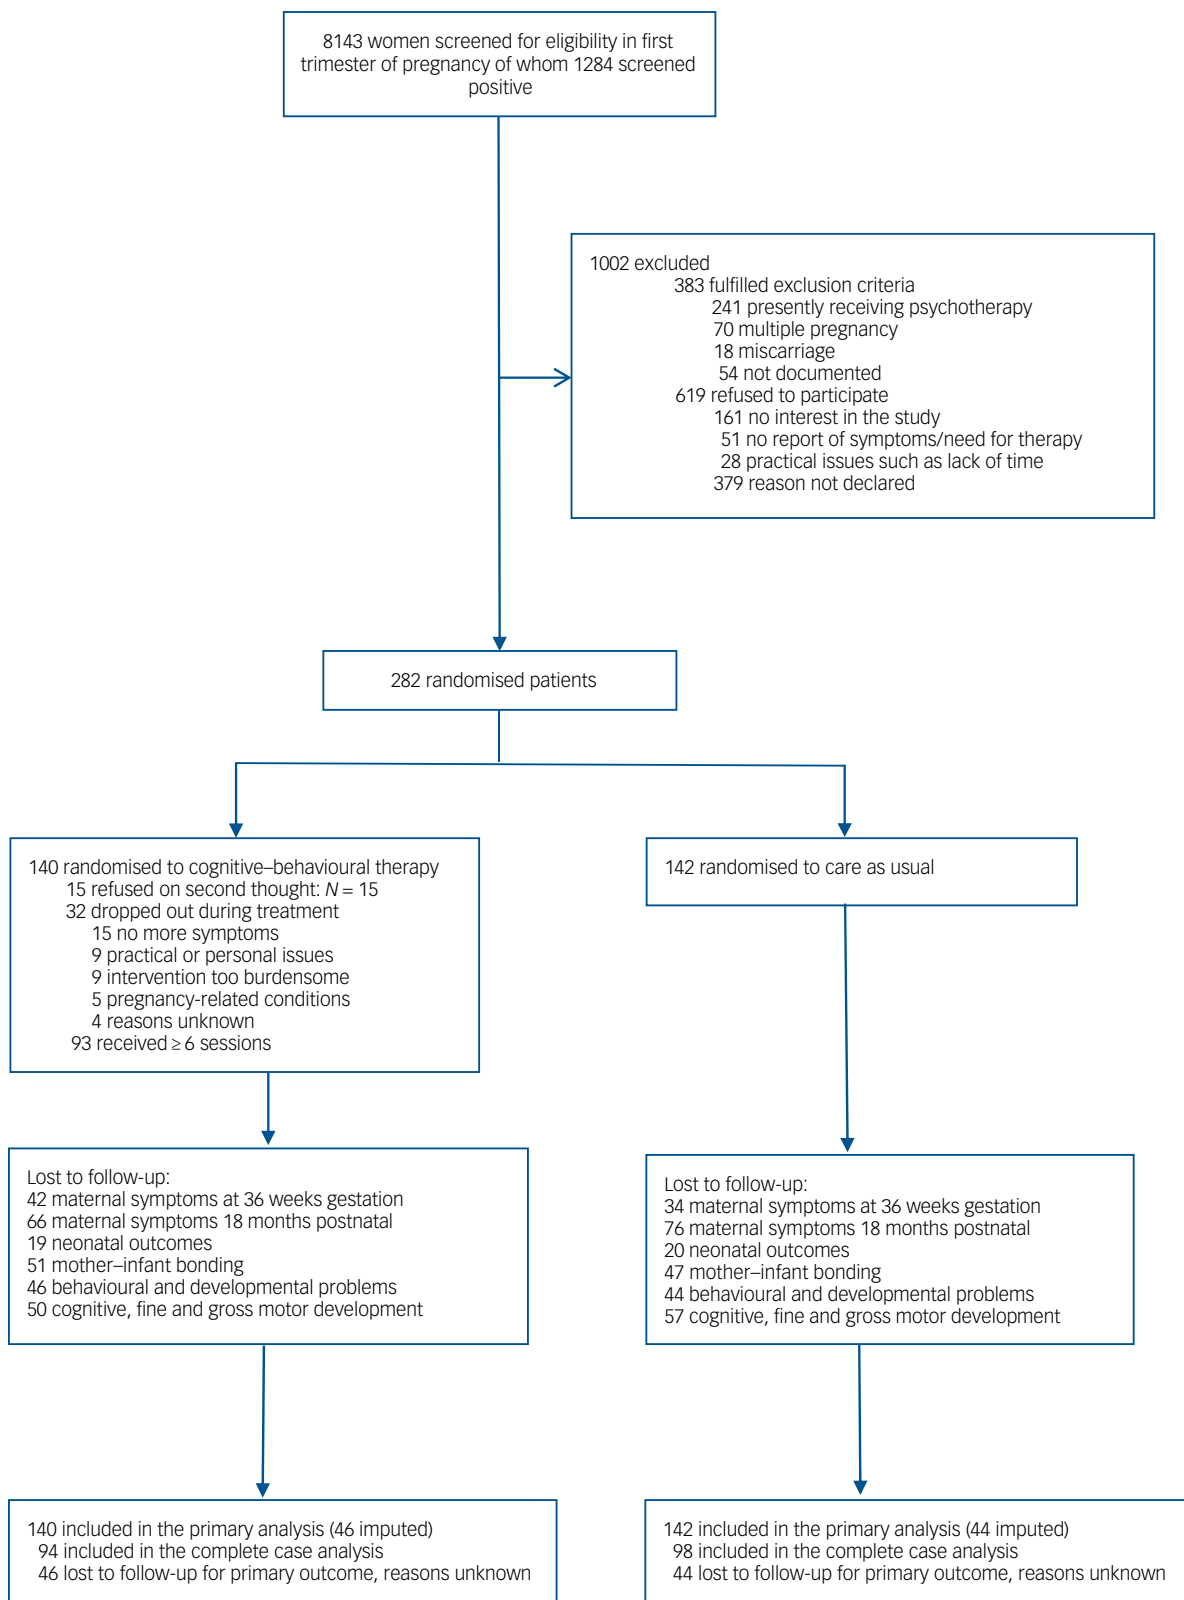 8143 women screened for eligibility in first
trimester of pregnancy of whom 1284 screened
positive
1002 excluded
383 fulfilled exclusion criteria
241 presently receiving psychotherapy
70 multiple pregnancy
18 miscarriage
54 not documented
619 refused to participate
161 no interest in the study
51 no report of symptoms/need for therapy
28 practical issues such as lack of time
379 reason not declared
282 randomised patients
140 randomised to cognitive–behavioural therapy
15 refused on second thought: N = 15
32 dropped out during treatment
15 no more symptoms
9 practical or personal issues
9 intervention too burdensome
5 pregnancy-related conditions
4 reasons unknown
93 received ≥ 6 sessions
142 randomised to care as usual
Lost to follow-up:
42 maternal symptoms at 36 weeks gestation
66 maternal symptoms 18 months postnatal
19 neonatal outcomes
51 mother–infant bonding
46 behavioural and developmental problems
50 cognitive, fine and gross motor development
Lost to follow-up:
34 maternal symptoms at 36 weeks gestation
76 maternal symptoms 18 months postnatal
20 neonatal outcomes
47 mother–infant bonding
44 behavioural and developmental problems
57 cognitive, fine and gross motor development
140 included in the primary analysis (46 imputed)
94 included in the complete case analysis
46 lost to follow-up for primary outcome, reasons unknown
142 included in the primary analysis (44 imputed)
98 included in the complete case analysis
44 lost to follow-up for primary outcome, reasons unknown